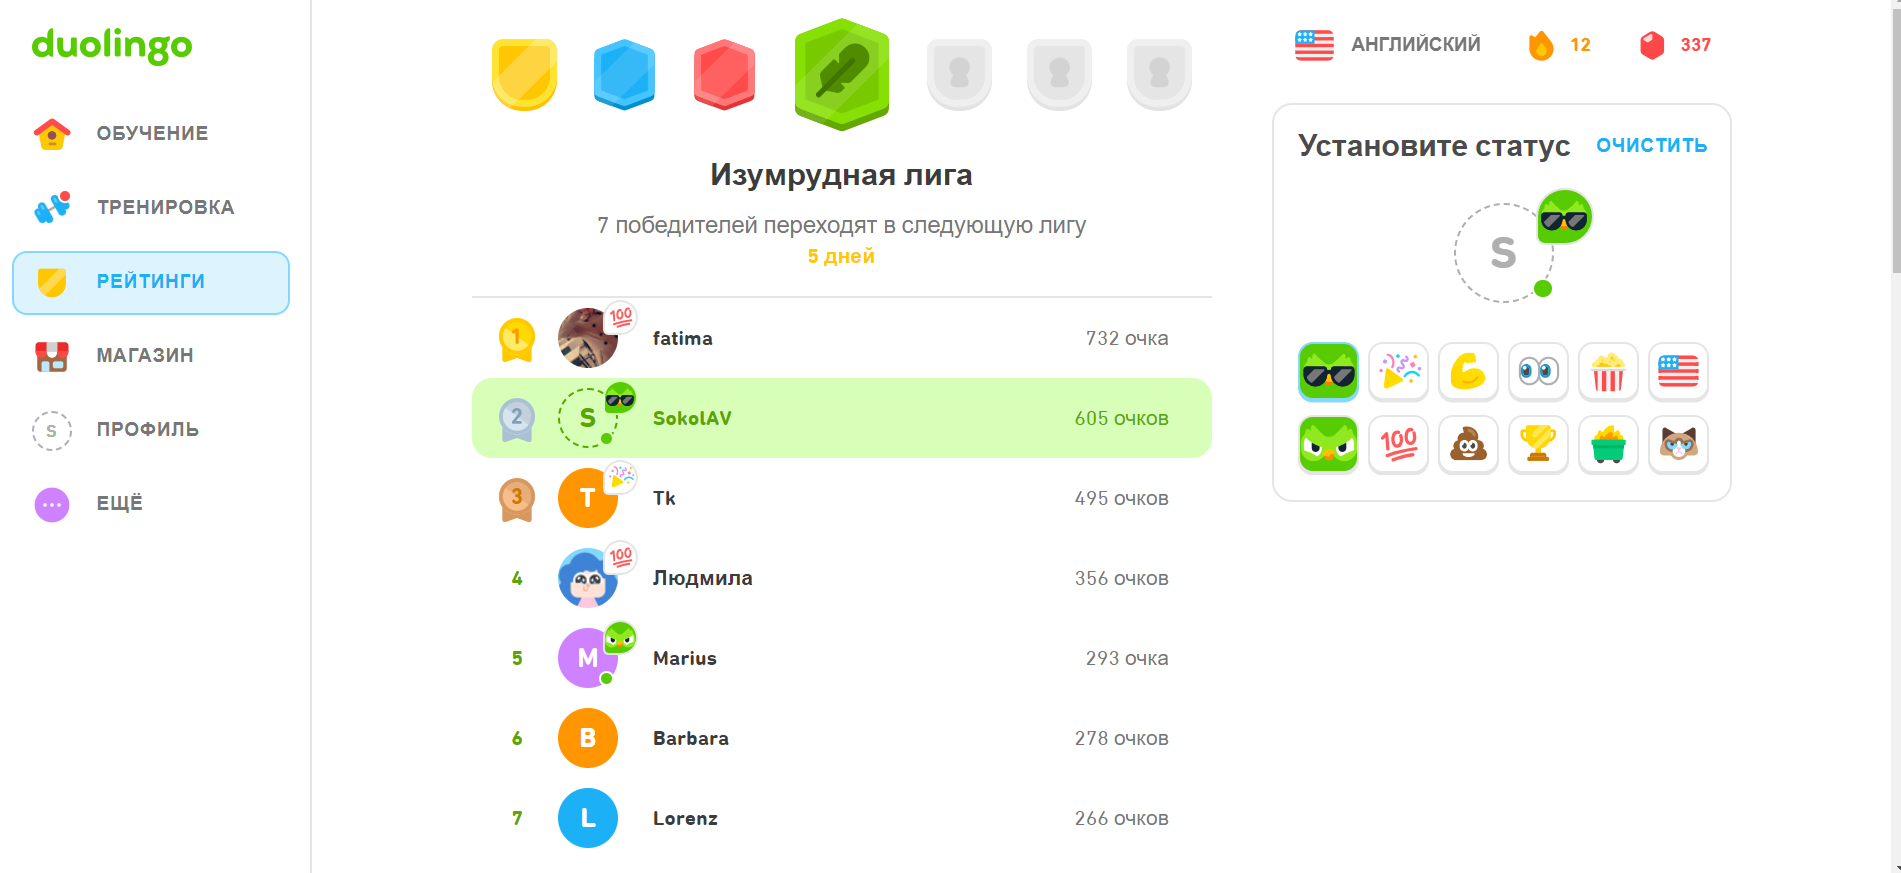 duolingo
ОБУЧЕНИЕ
ТРЕНИРОВКА
РЕЙТИНГИ
МАГАЗИН
S ПРОФИЛЬ
ЕЩЁ
Изумрудная лига
7 победителей переходят в следующую лигу
5 дней
1 100 fatima 732 очка
2 S SokolAV 605 очков
3 T Tk 495 очков
4 100 Людмила 356 очков
5 M Marius 293 очка
6 B Barbara 278 очков
7 L Lorenz 266 очков
АНГЛИЙСКИЙ 12 337
Установите статус ОЧИСТИТЬ
S
100